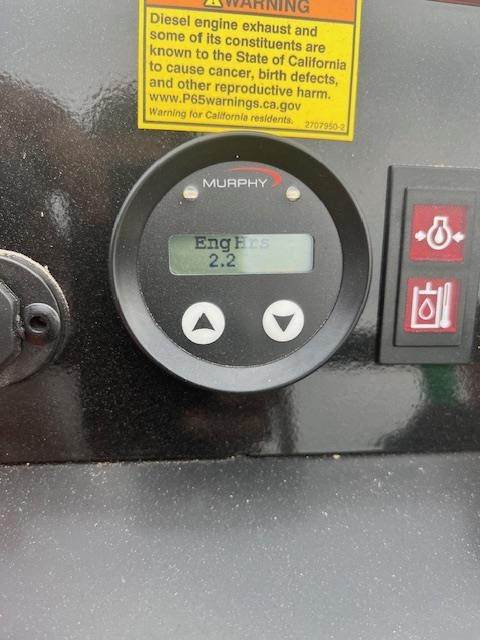 WARNING
Diesel engine exhaust and
some of its constituents are
known to the State of California
to cause cancer, birth defects,
and other reproductive harm.
www.P65warnings.ca.gov
Warning for California residents. 2707950-2
MURPHY
Eng Hrs
2.2